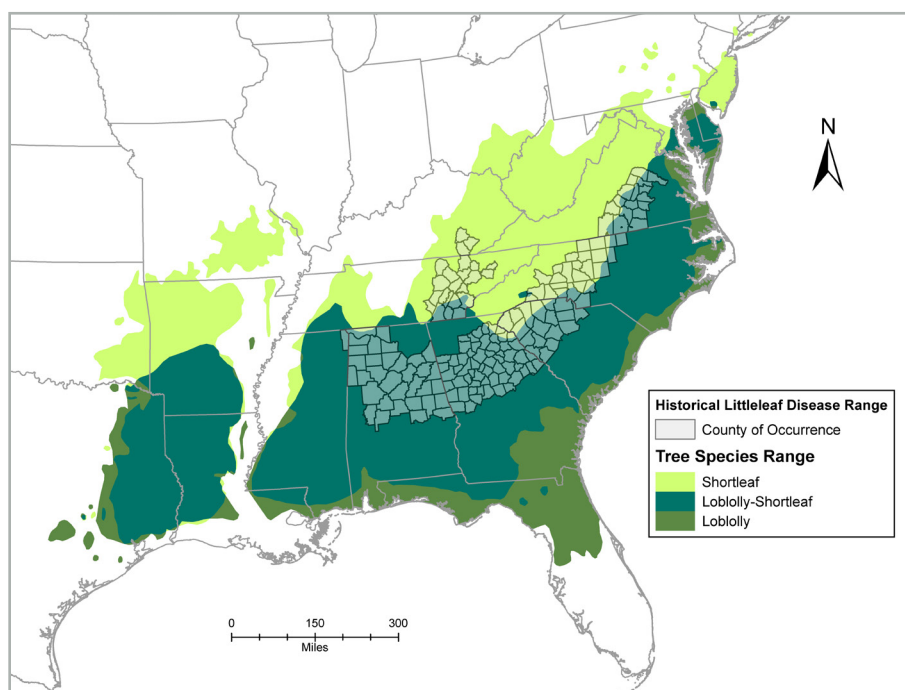 N
Historical Littleleaf Disease Range
County of Occurrence
Tree Species Range
Shortleaf
Loblolly-Shortleaf
Loblolly
0 150 300
Miles